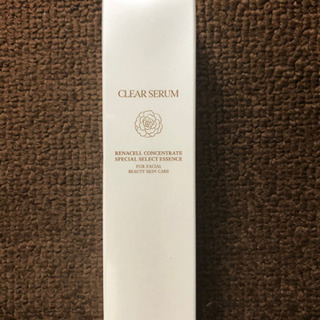 CLEAR SERUM
RENACELL CONCENTRATE
SPECIAL SELECT ESSENCE
FOR FACIAL
BEAUTY SKIN CARE